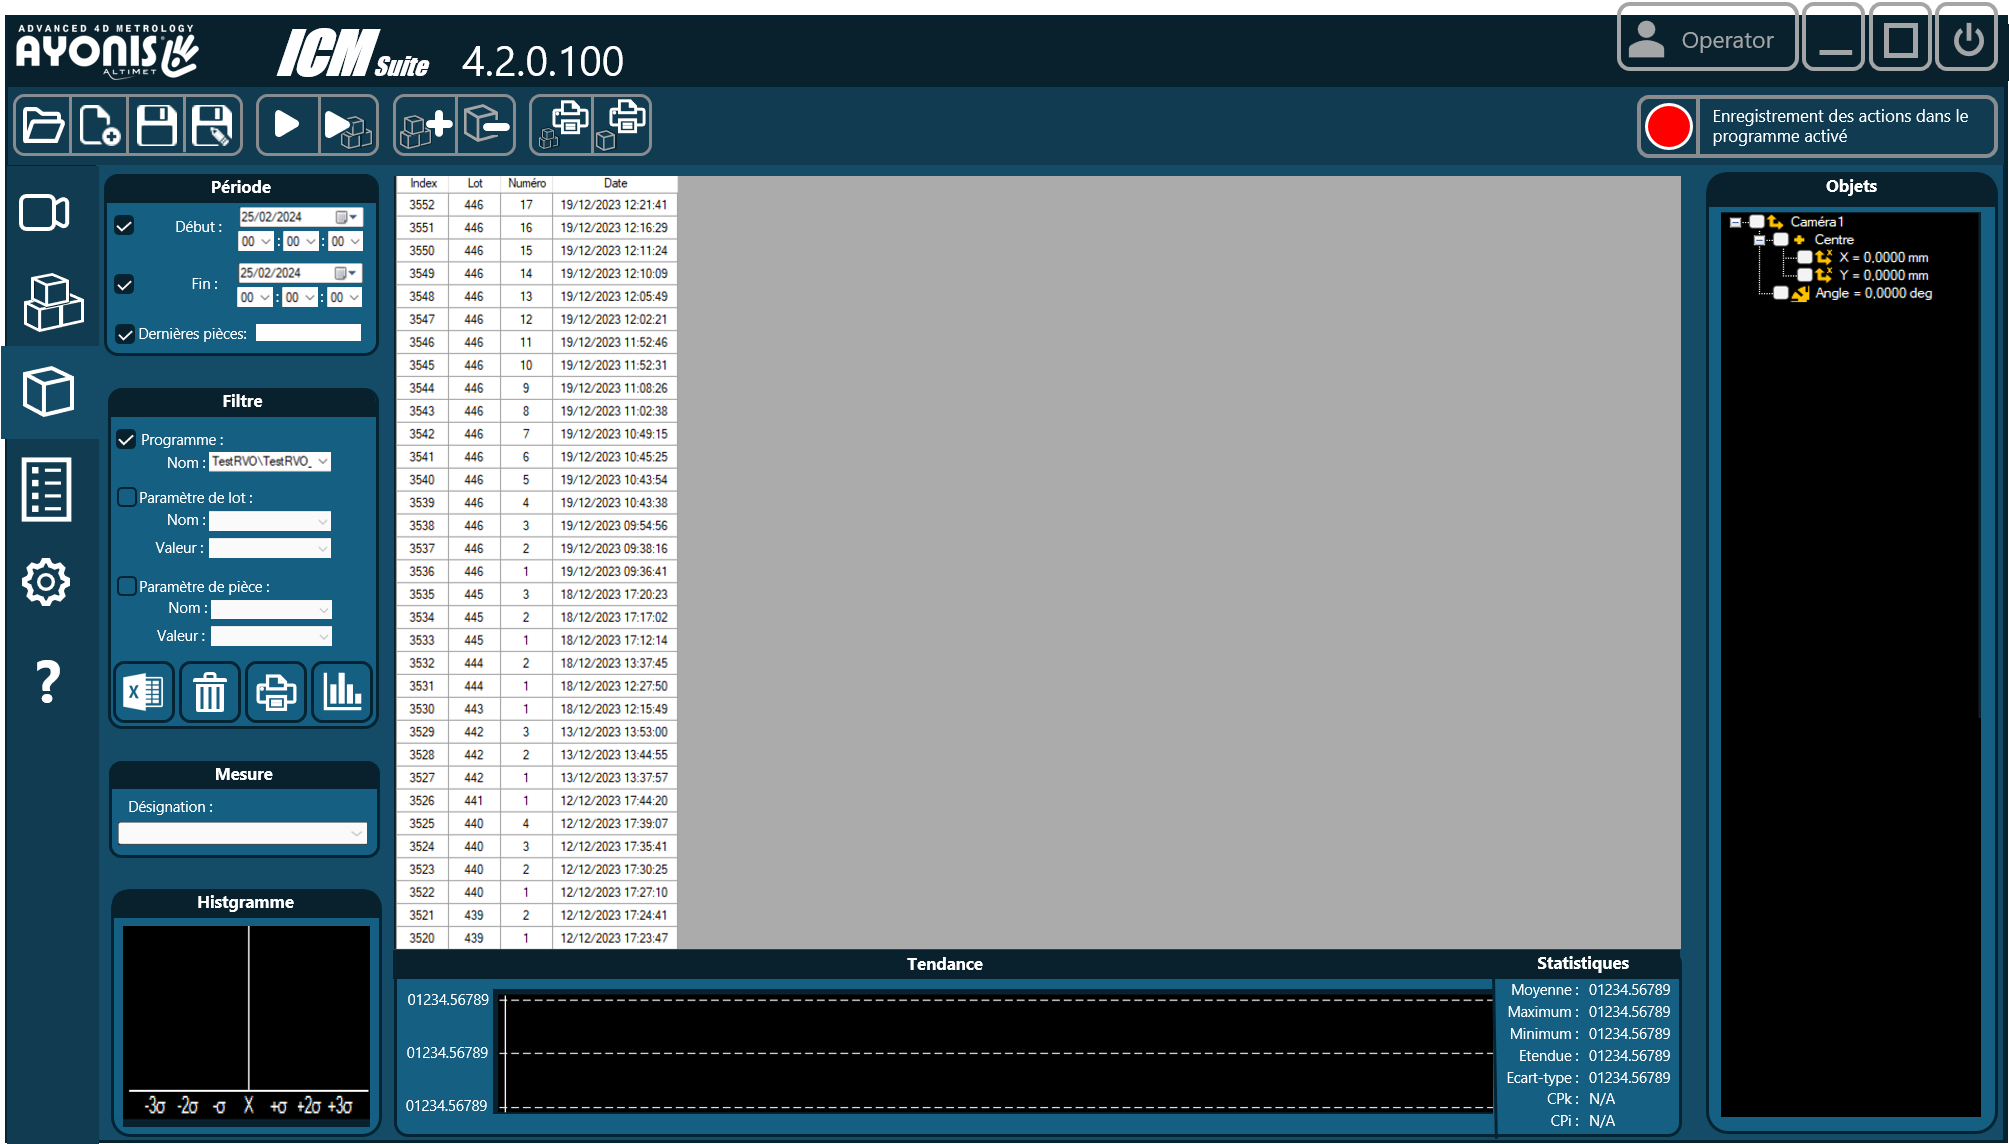 ADVANCED 4D METROLOGY
AYONIS
ALTIMET
ICM Suite 4.2.0.100
Operator
Enregistrement des actions dans le
programme activé
Période
Début :
25/02/2024
00 : 00 : 00
Fin :
25/02/2024
00 : 00 : 00
Dernières pièces:
Filtre
Programme :
Nom : TestRVO\TestRVO_
Paramètre de lot :
Nom :
Valeur :
Paramètre de pièce :
Nom :
Valeur :
X
Mesure
Désignation :
Histgramme
-3σ -2σ -σ X +σ +2σ +3σ
Index Lot Numéro Date
3552 446 17 19/12/2023 12:21:41
3551 446 16 19/12/2023 12:16:29
3550 446 15 19/12/2023 12:11:24
3549 446 14 19/12/2023 12:10:09
3548 446 13 19/12/2023 12:05:49
3547 446 12 19/12/2023 12:02:21
3546 446 11 19/12/2023 11:52:46
3545 446 10 19/12/2023 11:52:31
3544 446 9 19/12/2023 11:08:26
3543 446 8 19/12/2023 11:02:38
3542 446 7 19/12/2023 10:49:15
3541 446 6 19/12/2023 10:45:25
3540 446 5 19/12/2023 10:43:54
3539 446 4 19/12/2023 10:43:38
3538 446 3 19/12/2023 09:54:56
3537 446 2 19/12/2023 09:38:16
3536 446 1 19/12/2023 09:36:41
3535 445 3 18/12/2023 17:20:23
3534 445 2 18/12/2023 17:17:02
3533 445 1 18/12/2023 17:12:14
3532 444 2 18/12/2023 13:37:45
3531 444 1 18/12/2023 12:27:50
3530 443 1 18/12/2023 12:15:49
3529 442 3 13/12/2023 13:53:00
3528 442 2 13/12/2023 13:44:55
3527 442 1 13/12/2023 13:37:57
3526 441 1 12/12/2023 17:44:20
3525 440 4 12/12/2023 17:39:07
3524 440 3 12/12/2023 17:35:41
3523 440 2 12/12/2023 17:30:25
3522 440 1 12/12/2023 17:27:10
3521 439 2 12/12/2023 17:24:41
3520 439 1 12/12/2023 17:23:47
Tendance
01234.56789
01234.56789
01234.56789
Statistiques
Moyenne : 01234.56789
Maximum : 01234.56789
Minimum : 01234.56789
Etendue : 01234.56789
Ecart-type : 01234.56789
CPk : N/A
CPi : N/A
Objets
Caméra1
Centre
X = 0,0000 mm
Y = 0,0000 mm
Angle = 0,0000 deg